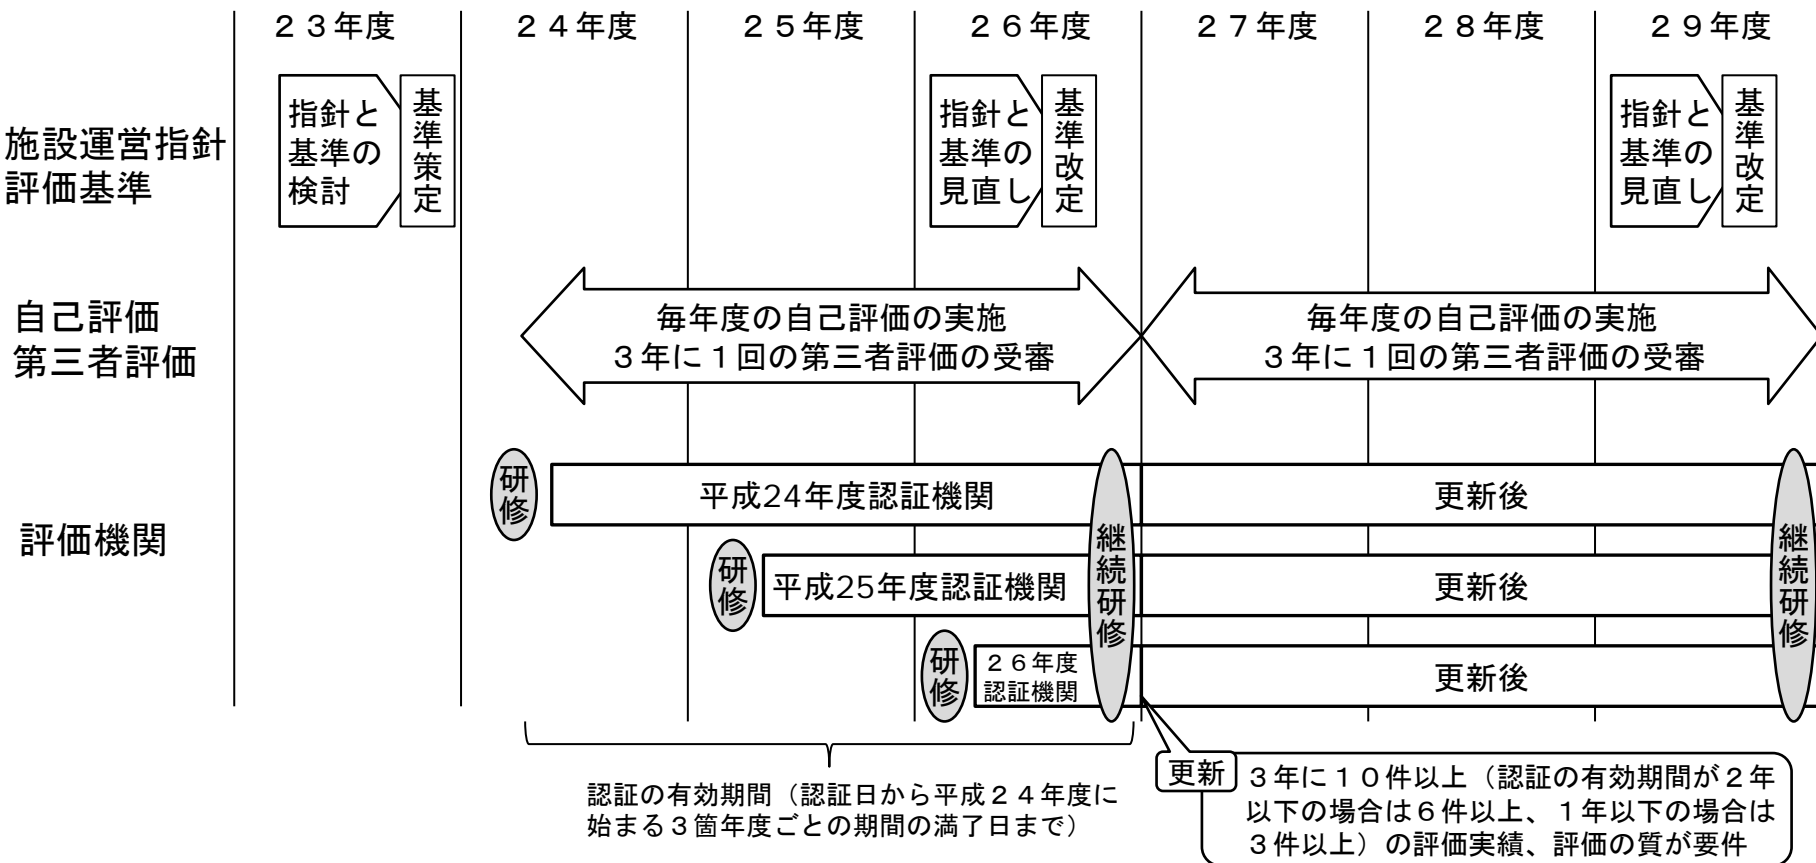 ２３年度
２４年度
２５年度
２６年度
２７年度
２８年度
２９年度
施設運営指針
評価基準
指針と
基準の
検討
基準策定
指針と
基準の
見直し
基準改定
指針と
基準の
見直し
基準改定
自己評価
第三者評価
毎年度の自己評価の実施
３年に１回の第三者評価の受審
毎年度の自己評価の実施
３年に１回の第三者評価の受審
評価機関
研修
平成24年度認証機関
更新後
研修
平成25年度認証機関
更新後
研修
２６年度
認証機関
更新後
継続研修
継続研修
認証の有効期間（認証日から平成２４年度に
始まる３箇年度ごとの期間の満了日まで）
更新
３年に１０件以上（認証の有効期間が２年
以下の場合は６件以上、１年以下の場合は
３件以上）の評価実績、評価の質が要件